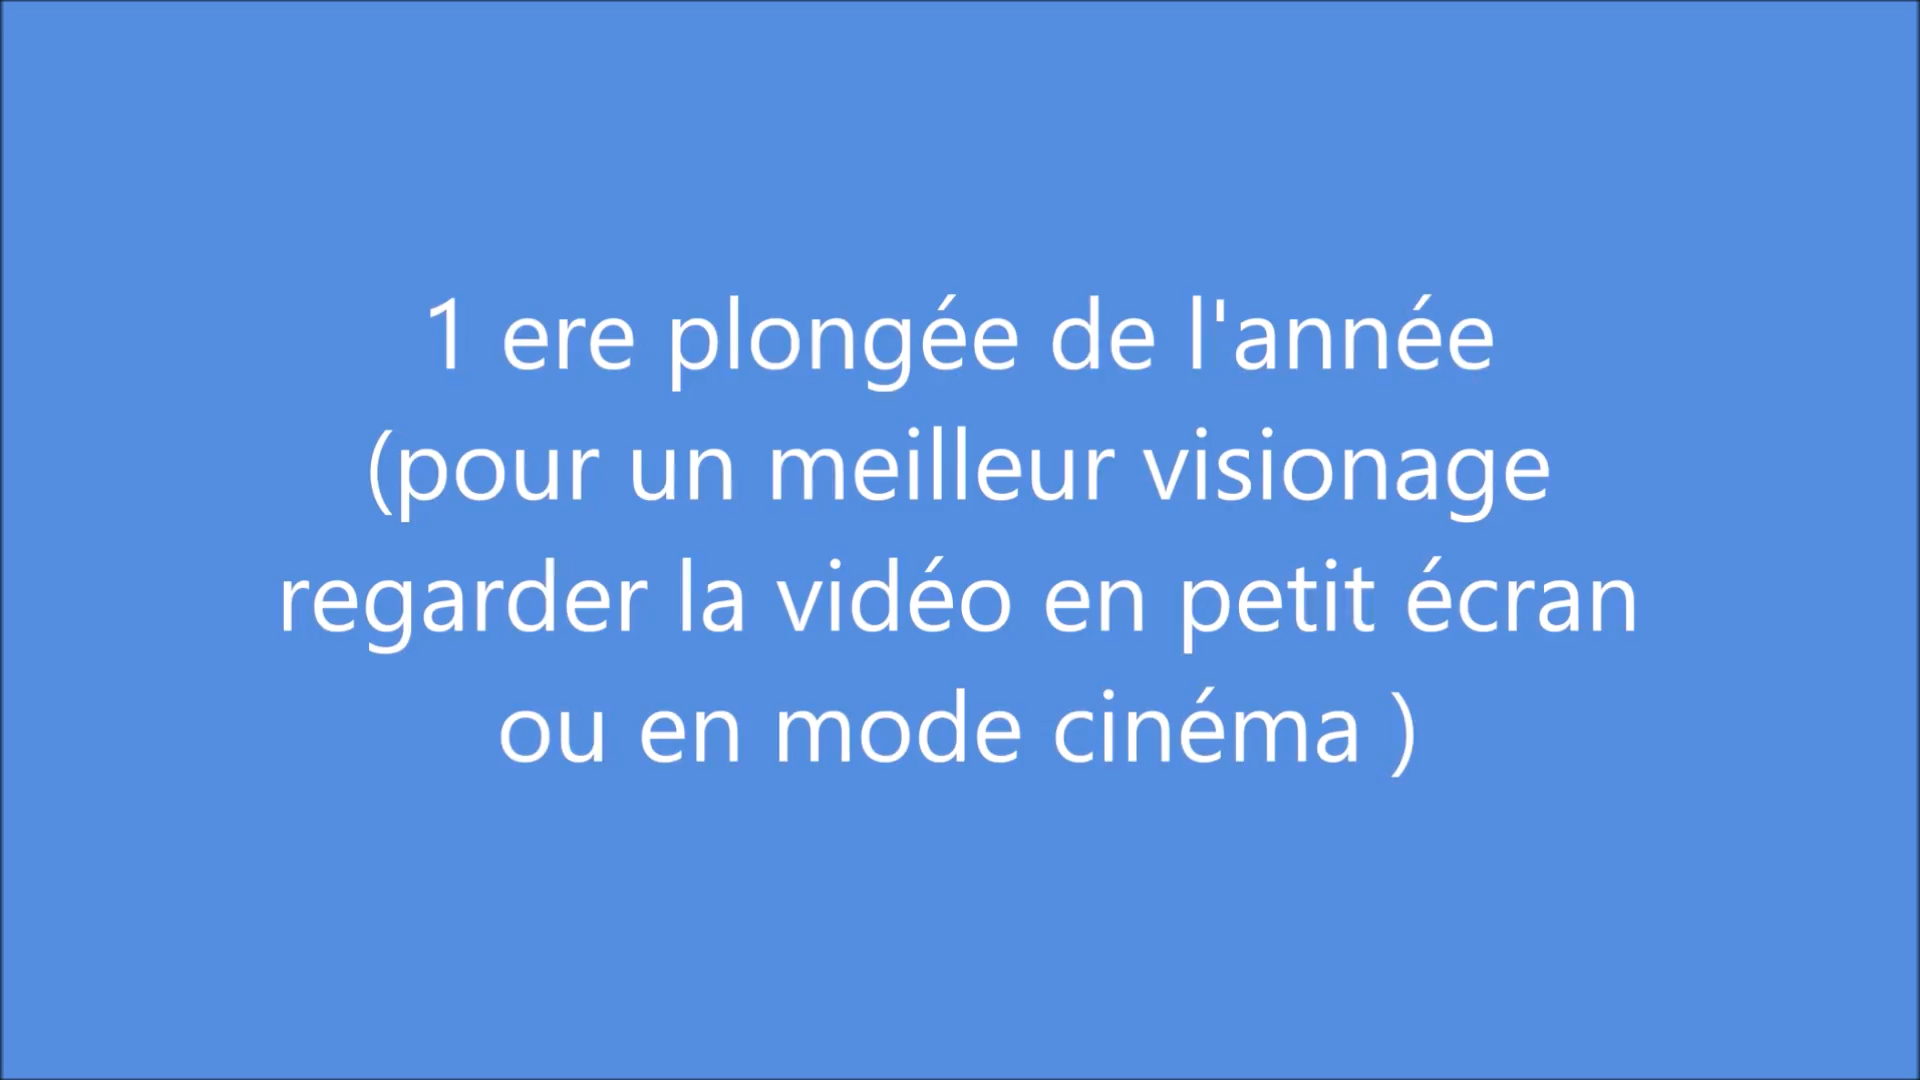 1 ere plongée de l'année
(pour un meilleur visionage
regarder la vidéo en petit écran
ou en mode cinéma )